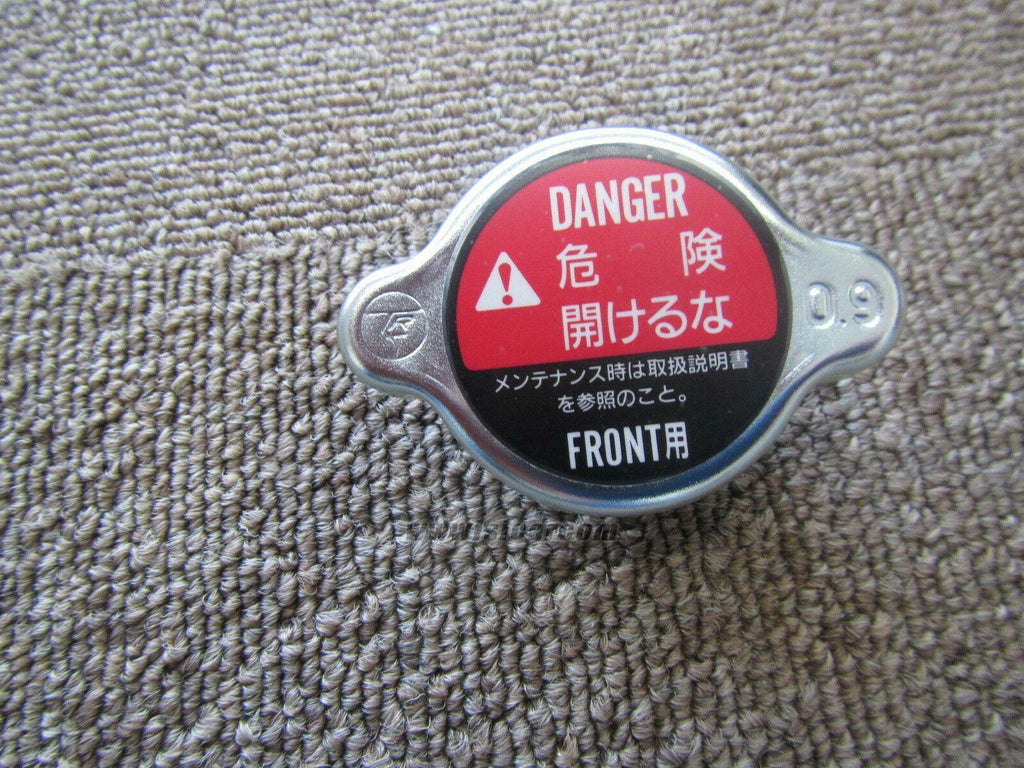 DANGER
危険
開けるな
メンテナンス時は取扱説明書
を参照のこと。
FRONT用
0.9